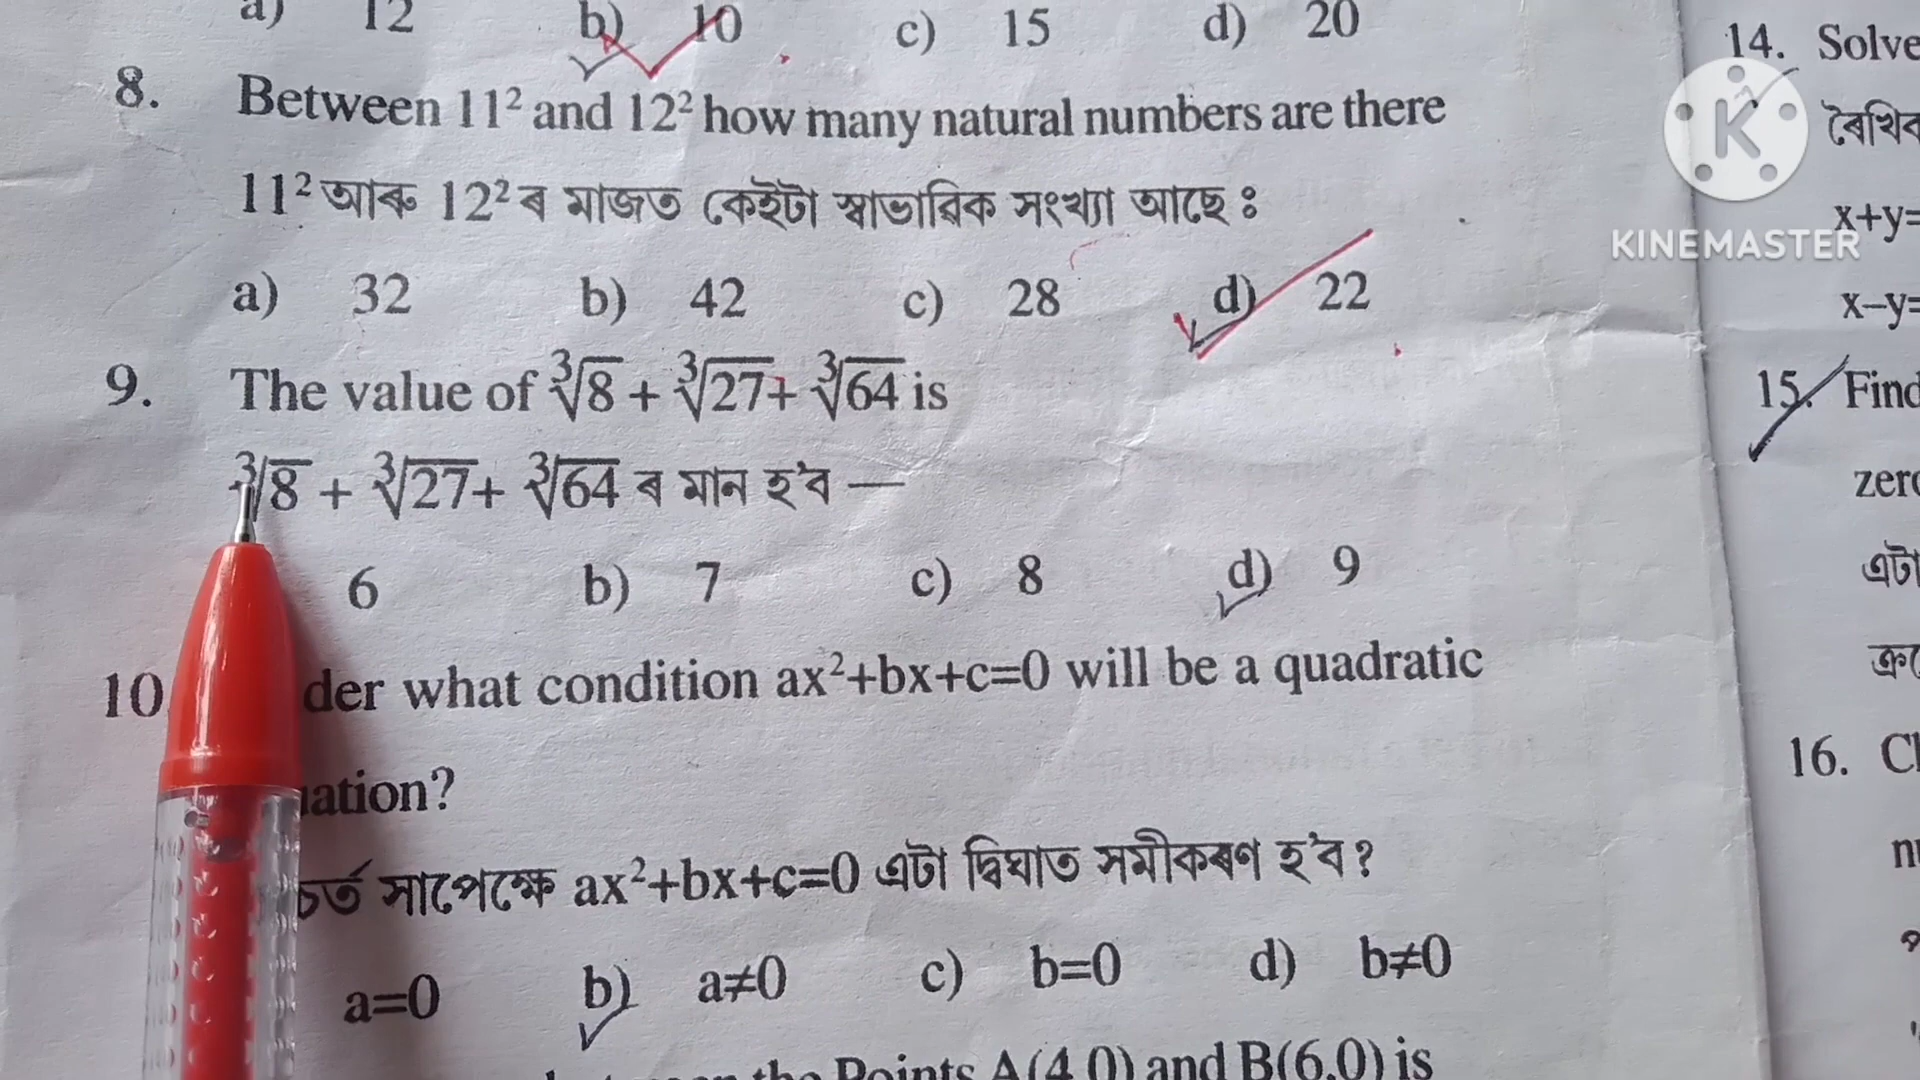 a) 12 b) 10 c) 15 d) 20
8. Between 11² and 12² how many natural numbers are there
11² আৰু 12² ৰ মাজত কেইটা স্বাভাৱিক সংখ্যা আছে ঃ
a) 32 b) 42 c) 28 d) 22
9. The value of ∛8 + ∛27 + ∛64 is
∛8 + ∛27 + ∛64 ৰ মান হ'ব —
6 b) 7 c) 8 d) 9
10 der what condition ax²+bx+c=0 will be a quadratic
ation?
চৰ্ত সাপেক্ষে ax²+bx+c=0 এটা দ্বিঘাত সমীকৰণ হ'ব?
a=0 b) a≠0 c) b=0 d) b≠0
the Points A(4,0) and B(6,0) is
14. Solve
ৰৈখিক
x+y=
x–y=
15. Find
zero
এটা
16.
K
KINEMASTER